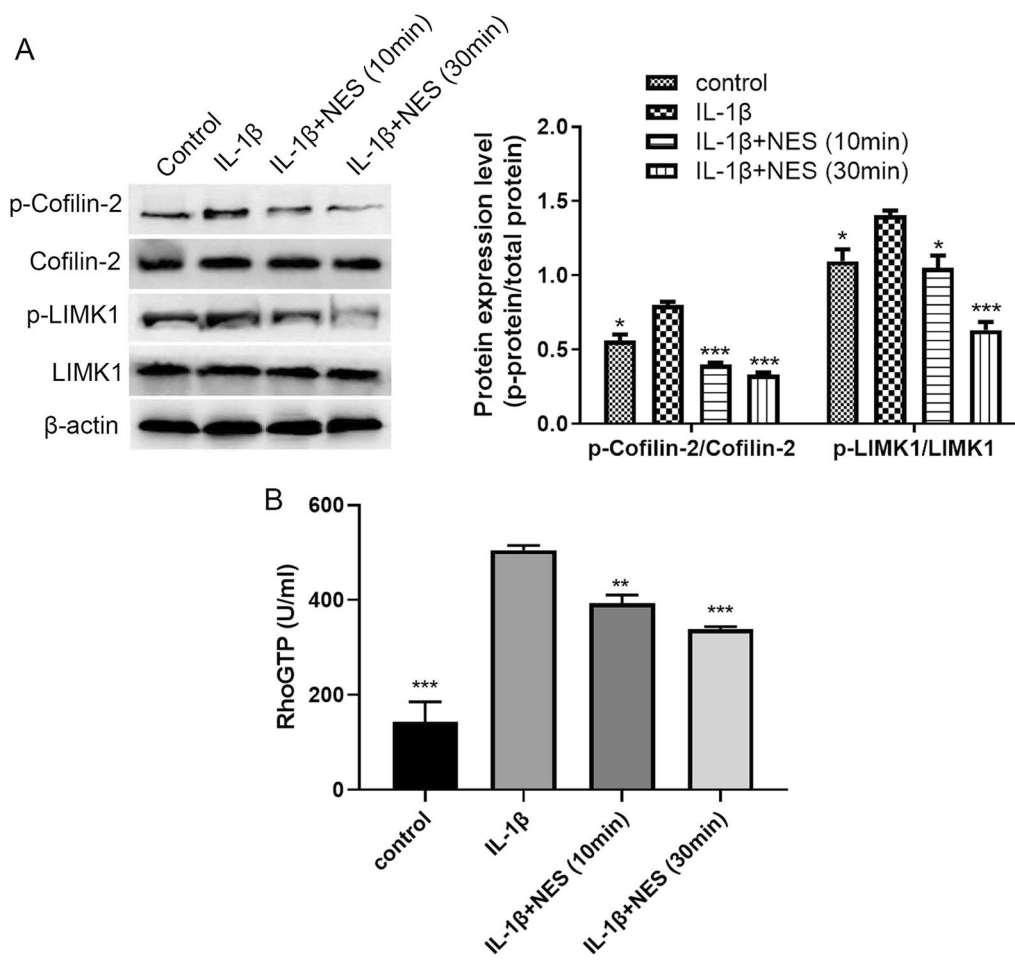 A
Control
IL-1β
IL-1β+NES (10min)
IL-1β+NES (30min)
p-Cofilin-2
Cofilin-2
p-LIMK1
LIMK1
β-actin
control
IL-1β
IL-1β+NES (10min)
IL-1β+NES (30min)
Protein expression level
(p-protein/total protein)
2.0
1.5
1.0
0.5
0.0
*
***
***
*
*
***
p-Cofilin-2/Cofilin-2
p-LIMK1/LIMK1
B
RhoGTP (U/ml)
600
400
200
0
***
**
***
control
IL-1β
IL-1β+NES (10min)
IL-1β+NES (30min)